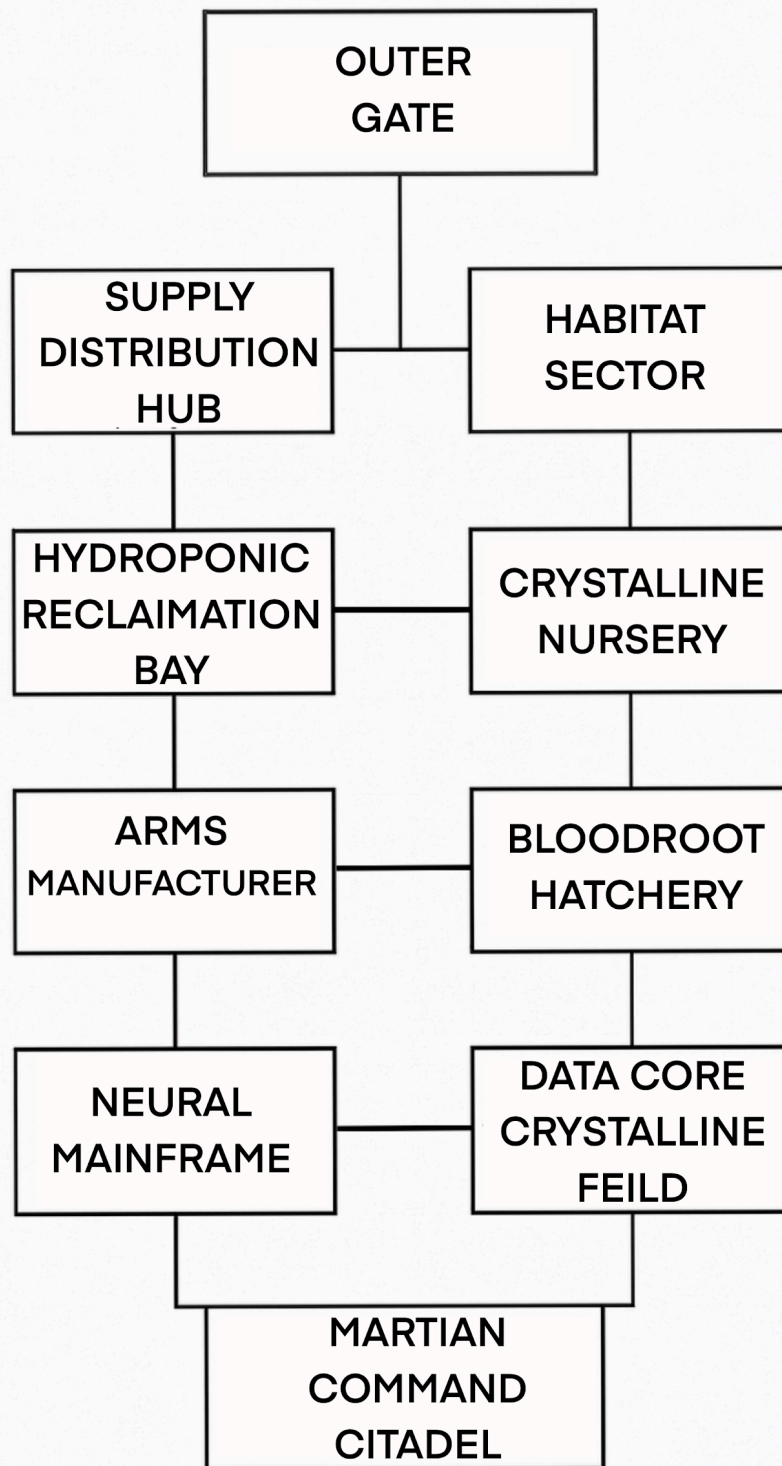 OUTER
GATE
SUPPLY
DISTRIBUTION
HUB
HABITAT
SECTOR
HYDROPONIC
RECLAIMATION
BAY
CRYSTALLINE
NURSERY
ARMS
MANUFACTURER
BLOODROOT
HATCHERY
NEURAL
MAINFRAME
DATA CORE
CRYSTALLINE
FEILD
MARTIAN
COMMAND
CITADEL